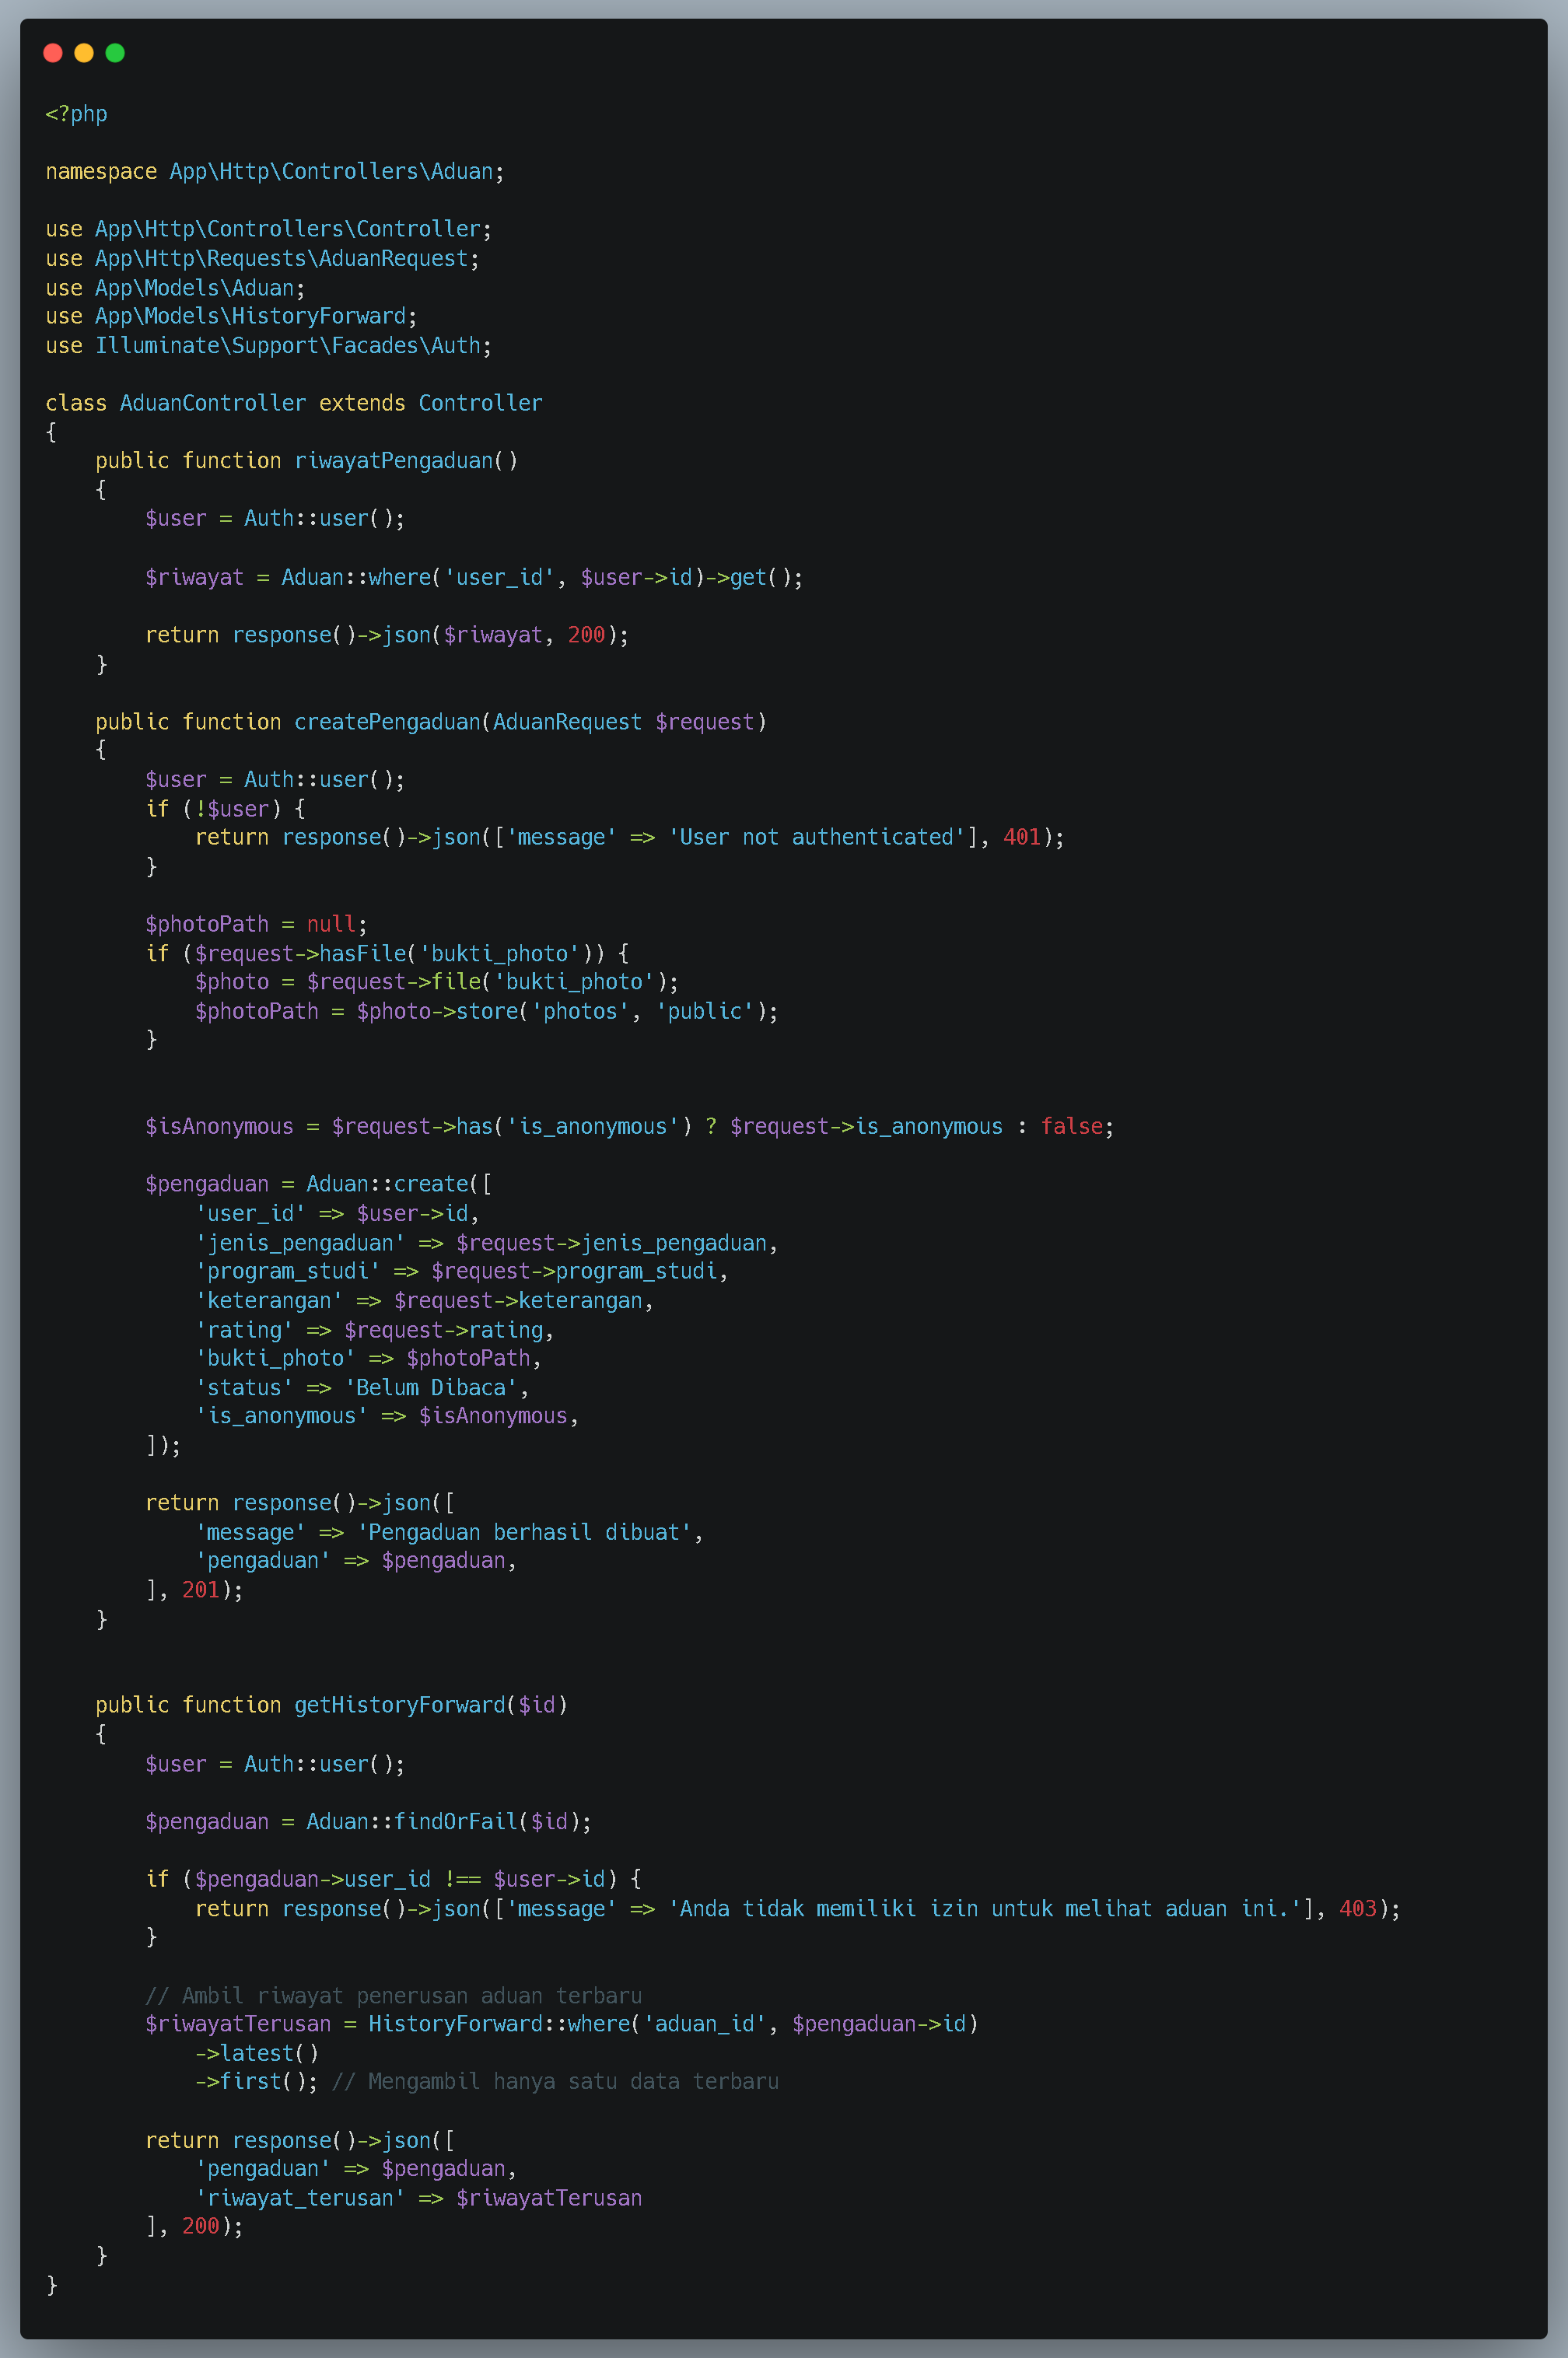 <?php
namespace App\Http\Controllers\Aduan;
use App\Http\Controllers\Controller;
use App\Http\Requests\AduanRequest;
use App\Models\Aduan;
use App\Models\HistoryForward;
use Illuminate\Support\Facades\Auth;
class AduanController extends Controller
{
    public function riwayatPengaduan()
    {
        $user = Auth::user();
        $riwayat = Aduan::where('user_id', $user->id)->get();
        return response()->json($riwayat, 200);
    }
    public function createPengaduan(AduanRequest $request)
    {
        $user = Auth::user();
        if (!$user) {
            return response()->json(['message' => 'User not authenticated'], 401);
        }
        $photoPath = null;
        if ($request->hasFile('bukti_photo')) {
            $photo = $request->file('bukti_photo');
            $photoPath = $photo->store('photos', 'public');
        }
        $isAnonymous = $request->has('is_anonymous') ? $request->is_anonymous : false;
        $pengaduan = Aduan::create([
            'user_id' => $user->id,
            'jenis_pengaduan' => $request->jenis_pengaduan,
            'program_studi' => $request->program_studi,
            'keterangan' => $request->keterangan,
            'rating' => $request->rating,
            'bukti_photo' => $photoPath,
            'status' => 'Belum Dibaca',
            'is_anonymous' => $isAnonymous,
        ]);
        return response()->json([
            'message' => 'Pengaduan berhasil dibuat',
            'pengaduan' => $pengaduan,
        ], 201);
    }
    public function getHistoryForward($id)
    {
        $user = Auth::user();
        $pengaduan = Aduan::findOrFail($id);
        if ($pengaduan->user_id !== $user->id) {
            return response()->json(['message' => 'Anda tidak memiliki izin untuk melihat aduan ini.'], 403);
        }
        // Ambil riwayat penerusan aduan terbaru
        $riwayatTerusan = HistoryForward::where('aduan_id', $pengaduan->id)
            ->latest()
            ->first(); // Mengambil hanya satu data terbaru
        return response()->json([
            'pengaduan' => $pengaduan,
            'riwayat_terusan' => $riwayatTerusan
        ], 200);
    }
}